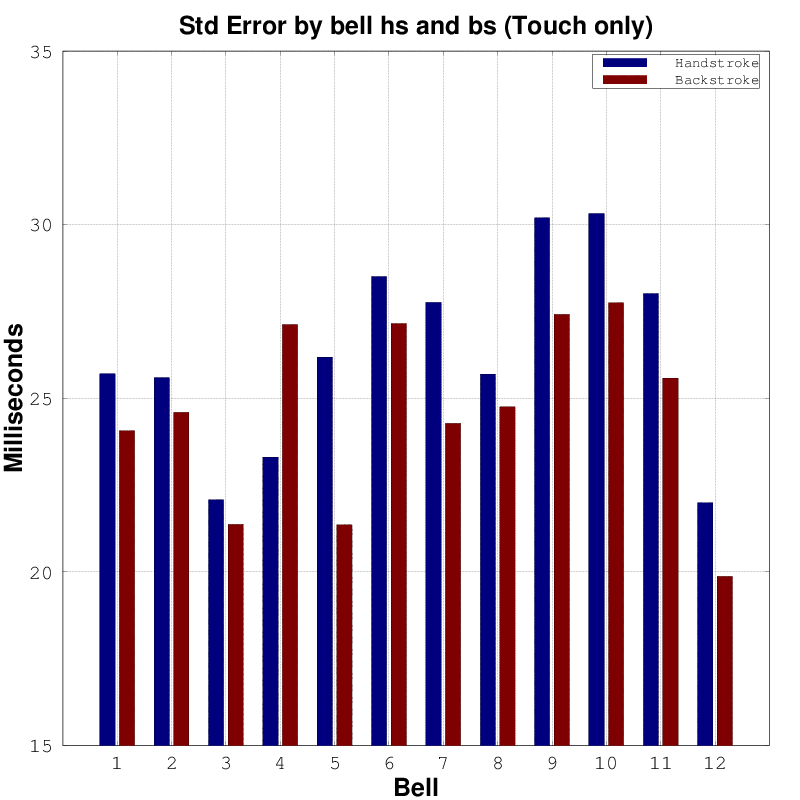 Std Error by bell hs and bs (Touch only)
35
Handstroke
Backstroke
30
25
20
15
Milliseconds
1 2 3 4 5 6 7 8 9 10 11 12
Bell